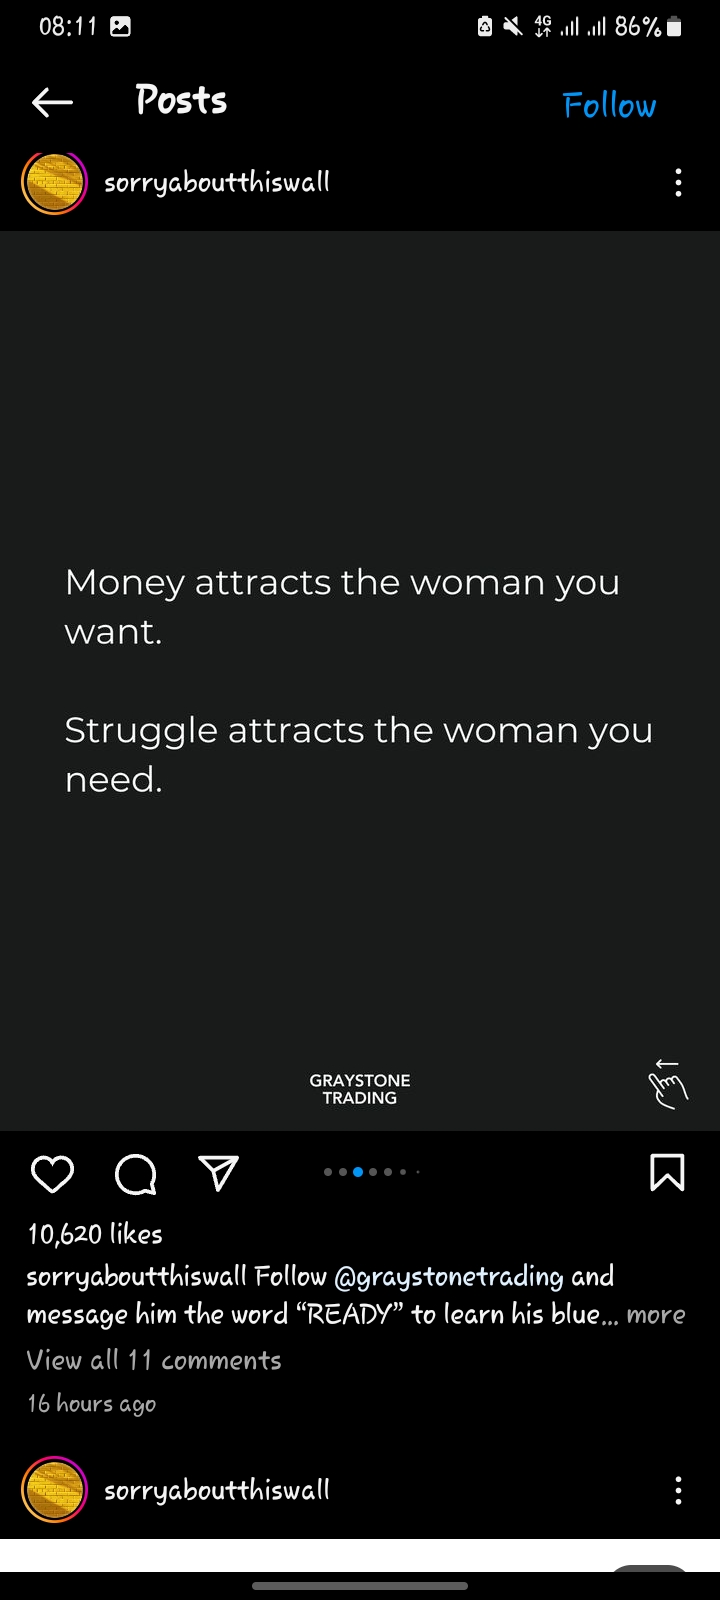 08:11 4G 86%
Posts Follow
sorryaboutthiswall
Money attracts the woman you
want.
Struggle attracts the woman you
need.
GRAYSTONE
TRADING
10,620 likes
sorryaboutthiswall Follow @graystonetrading and
message him the word “READY” to learn his blue... more
View all 11 comments
16 hours ago
sorryaboutthiswall